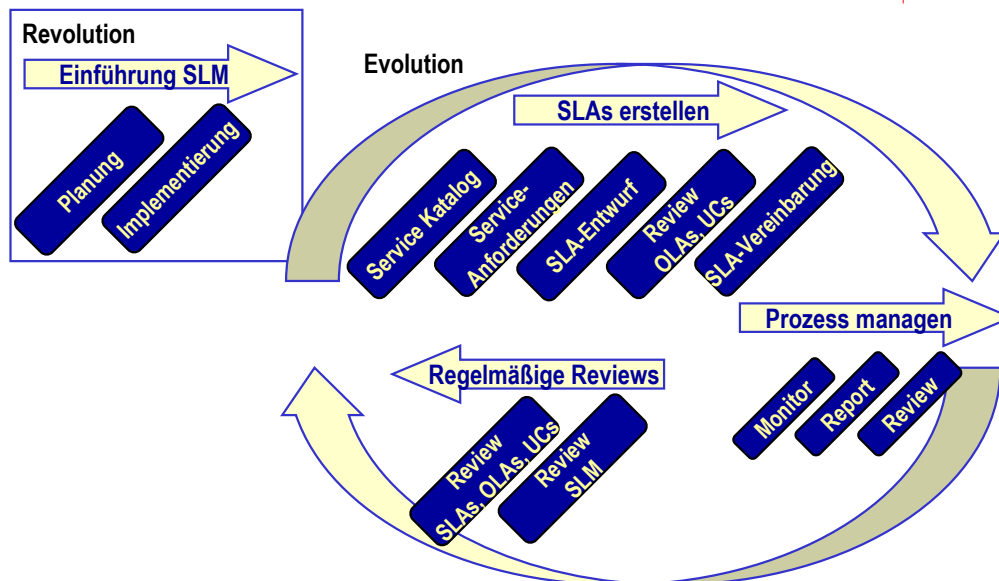 Revolution
Einführung SLM
Planung
Implementierung
Evolution
SLAs erstellen
Service Katalog
Service-
Anforderungen
SLA-Entwurf
Review
OLAs, UCs
SLA-Vereinbarung
Prozess managen
Monitor
Report
Review
Regelmäßige Reviews
Review
SLAs, OLAs, UCs
Review
SLM